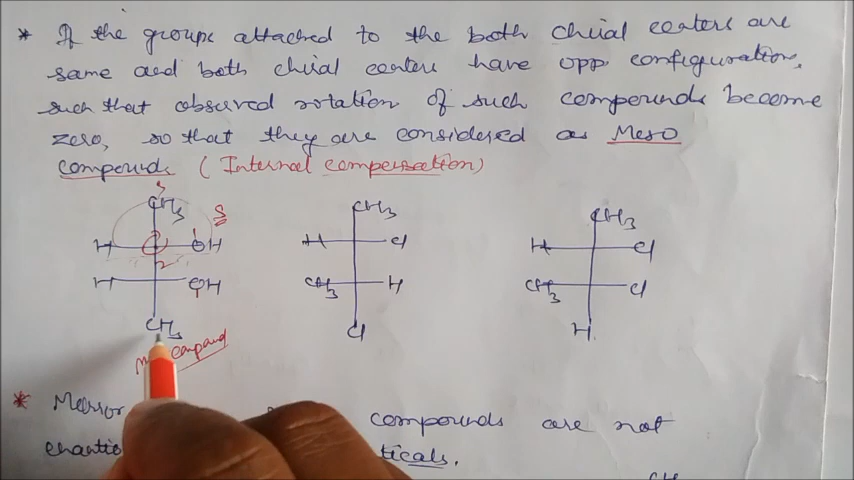 * If the groups attached to the both chiral centers are
same and both chiral centers have opp configuration,
such that observed rotation of such compounds become
zero, so that they are considered as Meso
compounds (Internal compensation)
CH3 CH3 CH3
S
H OH H Cl H Cl
2
H OH CH3 H CH3 Cl
CH3 Cl H
* compounds are not
ticals.
CH